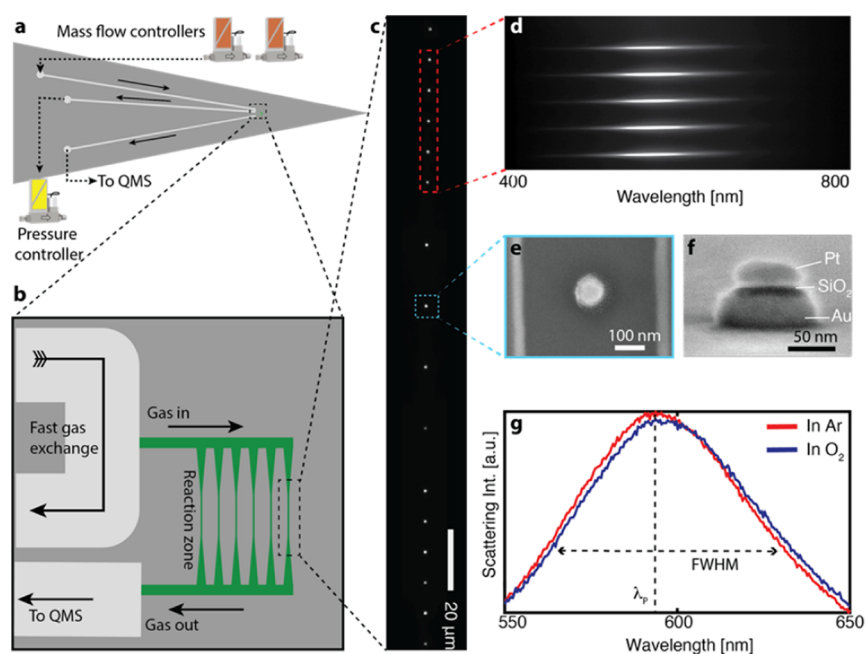 a
Mass flow controllers
To QMS
Pressure
controller
b
Fast gas
exchange
Gas in
Reaction zone
To QMS
Gas out
c
20 µm
d
400
800
Wavelength [nm]
e
100 nm
f
Pt
SiO2
Au
50 nm
g
In Ar
In O2
FWHM
λp
Scattering Int. [a.u.]
550
600
650
Wavelength [nm]